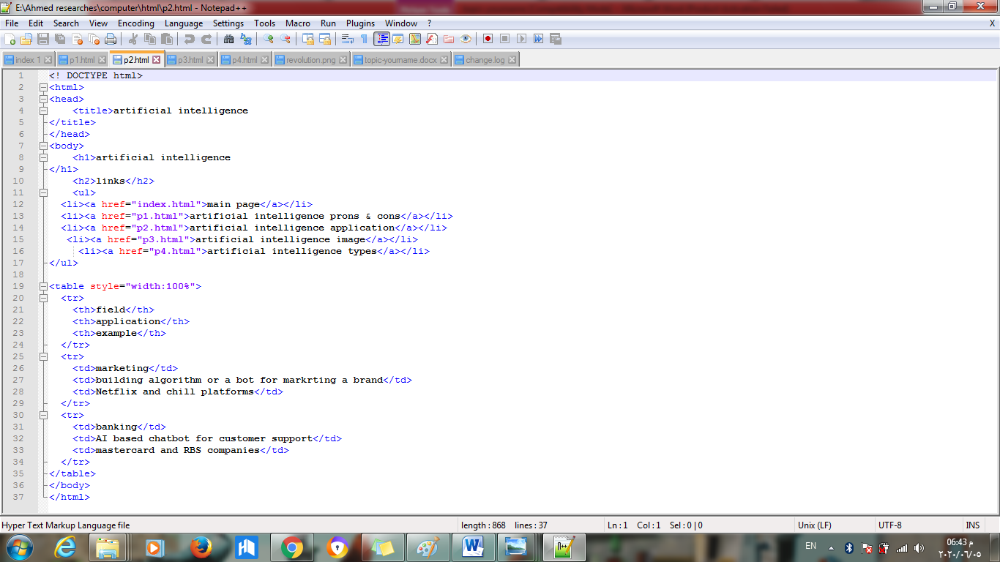 E:\Ahmed researches\computer\html\p2.html - Notepad++
File Edit Search View Encoding Language Settings Tools Macro Run Plugins Window ? X
index 1 p1.html p2.html p3.html p4.html revolution.png topic-yourname.docx change.log
1 <! DOCTYPE html>
2 <html>
3 <head>
4 <title>artificial intelligence
5 </title>
6 </head>
7 <body>
8 <h1>artificial intelligence
9 </h1>
10 <h2>links</h2>
11 <ul>
12 <li><a href="index.html">main page</a></li>
13 <li><a href="p1.html">artificial intelligence prons & cons</a></li>
14 <li><a href="p2.html">artificial intelligence application</a></li>
15 <li><a href="p3.html">artificial intelligence image</a></li>
16 <li><a href="p4.html">artificial intelligence types</a></li>
17 </ul>
18
19 <table style="width:100%">
20 <tr>
21 <th>field</th>
22 <th>application</th>
23 <th>example</th>
24 </tr>
25 <tr>
26 <td>marketing</td>
27 <td>building algorithm or a bot for markrting a brand</td>
28 <td>Netflix and chill platforms</td>
29 </tr>
30 <tr>
31 <td>banking</td>
32 <td>AI based chatbot for customer support</td>
33 <td>mastercard and RBS companies</td>
34 </tr>
35 </table>
36 </body>
37 </html>
Hyper Text Markup Language file length : 868 lines : 37 Ln : 1 Col : 1 Sel : 0 | 0 Unix (LF) UTF-8 INS
EN 06:43 م
٢٠٢٠/٠٦/٠٥